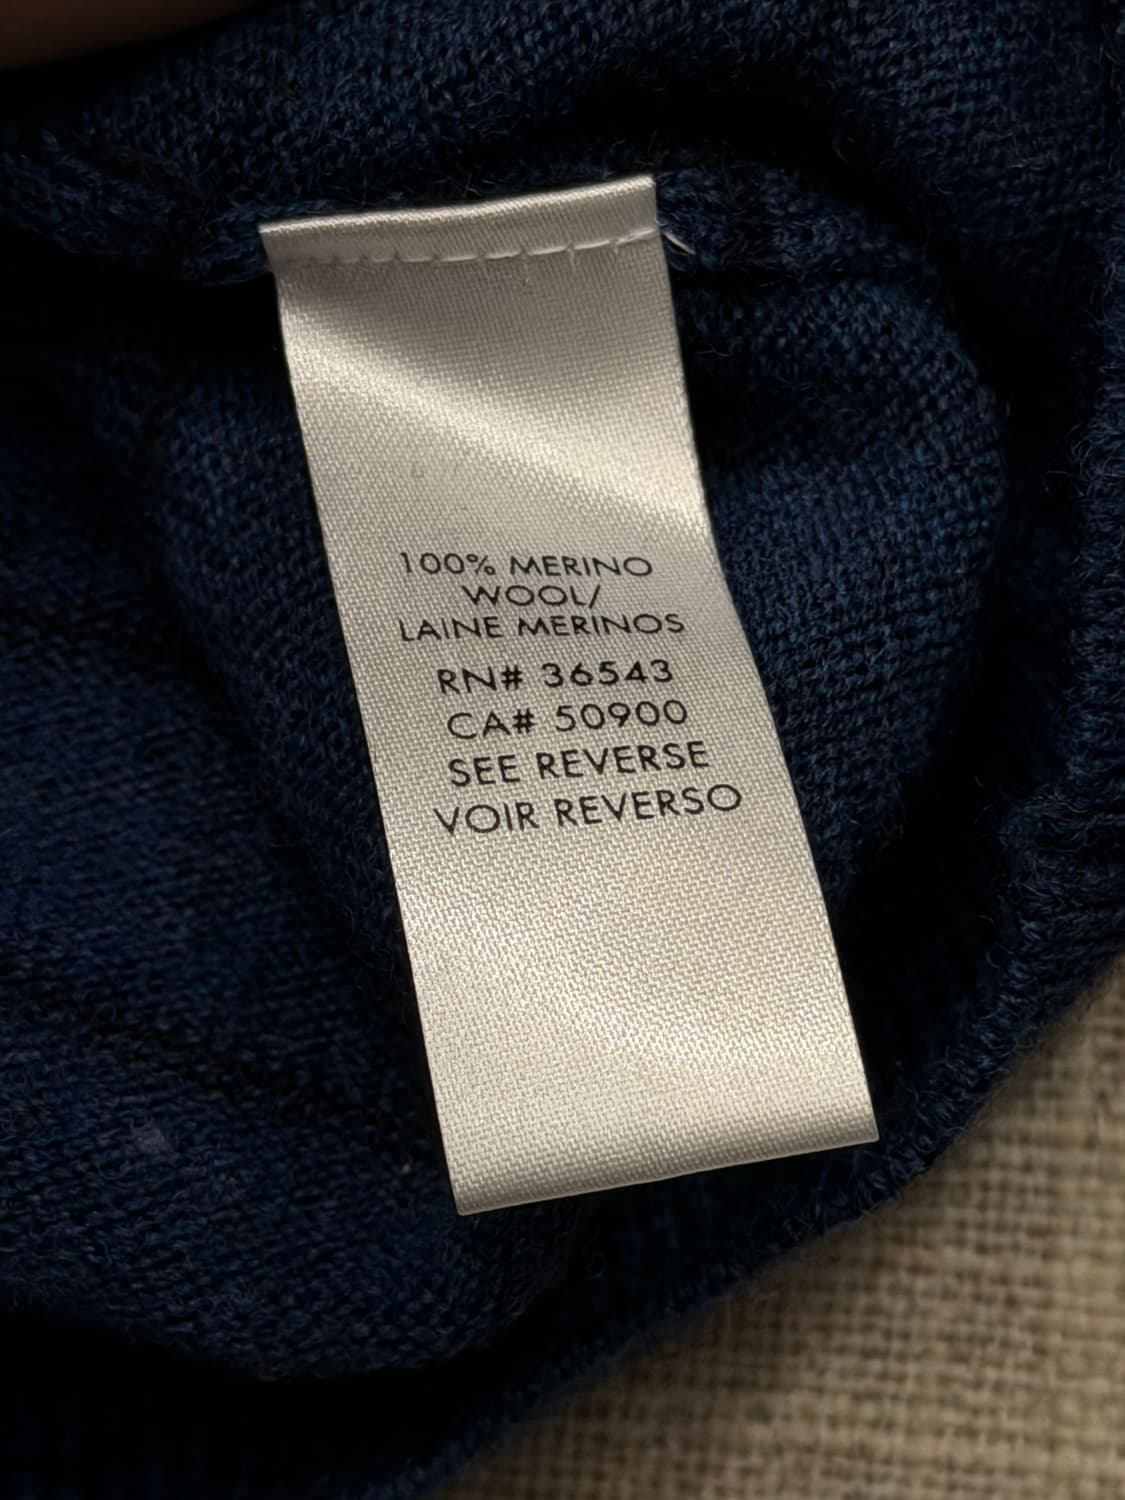 100% MERINO
WOOL/
LAINE MERINOS
RN# 36543
CA# 50900
SEE REVERSE
VOIR REVERSO